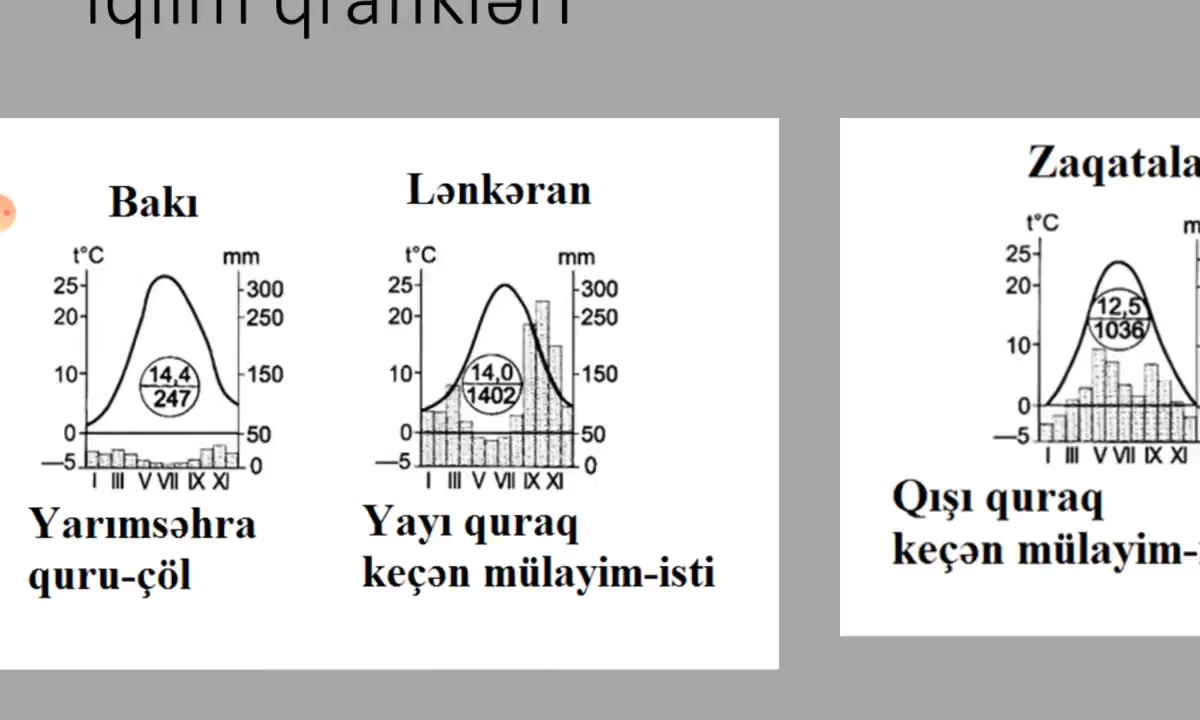 iqlim qrafikləri
Bakı
t°C
mm
25
20
10
0
—5
300
250
150
50
0
14,4
247
I III V VII IX XI
Yarımsəhra
quru-çöl
Lənkəran
t°C
mm
25
20
10
0
—5
300
250
150
50
0
14,0
1402
I III V VII IX XI
Yayı quraq
keçən mülayim-isti
Zaqatala
t°C
25
20
10
0
—5
12,5
1036
I III V VII IX XI
Qışı quraq
keçən mülayim-